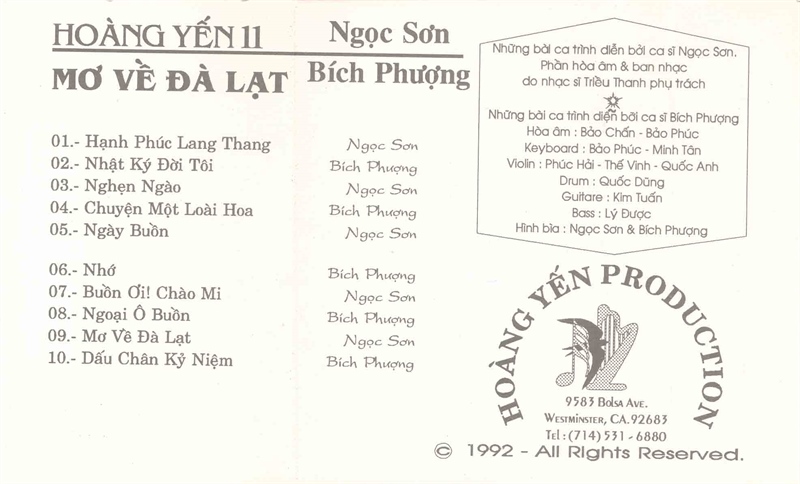 HOÀNG YẾN 11
MƠ VỀ ĐÀ LẠT
Ngọc Sơn
Bích Phượng
01.- Hạnh Phúc Lang Thang Ngọc Sơn
02.- Nhật Ký Đời Tôi Bích Phượng
03.- Nghẹn Ngào Ngọc Sơn
04.- Chuyện Một Loài Hoa Bích Phượng
05.- Ngày Buồn Ngọc Sơn
06.- Nhớ Bích Phượng
07.- Buồn Ơi! Chào Mi Ngọc Sơn
08.- Ngoại Ô Buồn Bích Phượng
09.- Mơ Về Đà Lạt Ngọc Sơn
10.- Dấu Chân Kỷ Niệm Bích Phượng
Những bài ca trình diễn bởi ca sĩ Ngọc Sơn.
Phần hòa âm & ban nhạc
do nhạc sĩ Triều Thanh phụ trách
Những bài ca trình diễn bởi ca sĩ Bích Phượng
Hòa âm : Bảo Chấn - Bảo Phúc
Keyboard : Bảo Phúc - Minh Tân
Violin : Phúc Hải - Thế Vinh - Quốc Anh
Drum : Quốc Dũng
Guitare : Kim Tuấn
Bass : Lý Được
Hình bìa : Ngọc Sơn & Bích Phượng
HOÀNG YẾN PRODUCTION
9583 Bolsa Ave.
Westminster, CA.92683
Tel:(714)531-6880
© 1992 - All Rights Reserved.